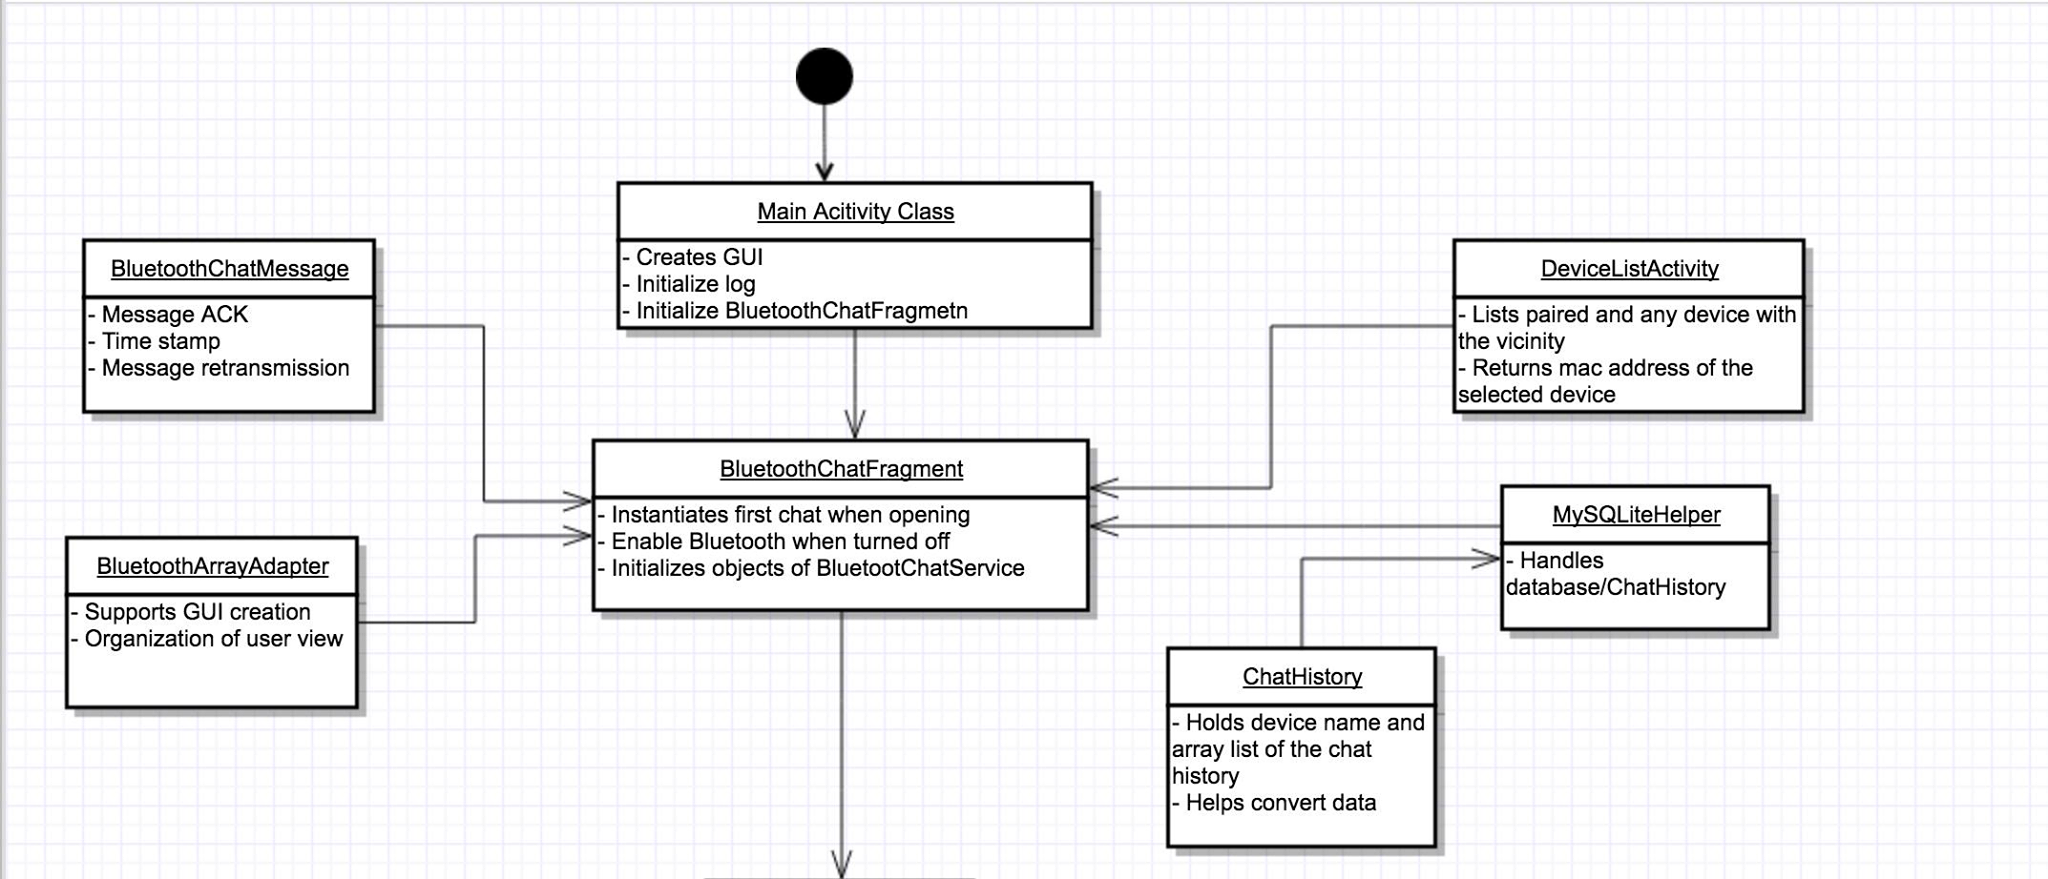 Main Acitivity Class
- Creates GUI
- Initialize log
- Initialize BluetoothChatFragmetn
BluetoothChatMessage
- Message ACK
- Time stamp
- Message retransmission
DeviceListActivity
- Lists paired and any device with
the vicinity
- Returns mac address of the
selected device
BluetoothChatFragment
- Instantiates first chat when opening
- Enable Bluetooth when turned off
- Initializes objects of BluetootChatService
MySQLiteHelper
- Handles
database/ChatHistory
BluetoothArrayAdapter
- Supports GUI creation
- Organization of user view
ChatHistory
- Holds device name and
array list of the chat
history
- Helps convert data